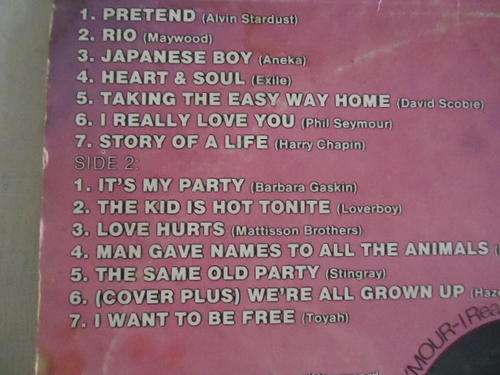 1. PRETEND (Alvin Stardust)
2. RIO (Maywood)
3. JAPANESE BOY (Aneka)
4. HEART & SOUL (Exile)
5. TAKING THE EASY WAY HOME (David Scobie)
6. I REALLY LOVE YOU (Phil Seymour)
7. STORY OF A LIFE (Harry Chapin)
SIDE 2:
1. IT'S MY PARTY (Barbara Gaskin)
2. THE KID IS HOT TONITE (Loverboy)
3. LOVE HURTS (Mattisson Brothers)
4. MAN GAVE NAMES TO ALL THE ANIMALS (
5. THE SAME OLD PARTY (Stingray)
6. (COVER PLUS) WE'RE ALL GROWN UP (Haze
7. I WANT TO BE FREE (Toyah)
YMOUR-I Rea